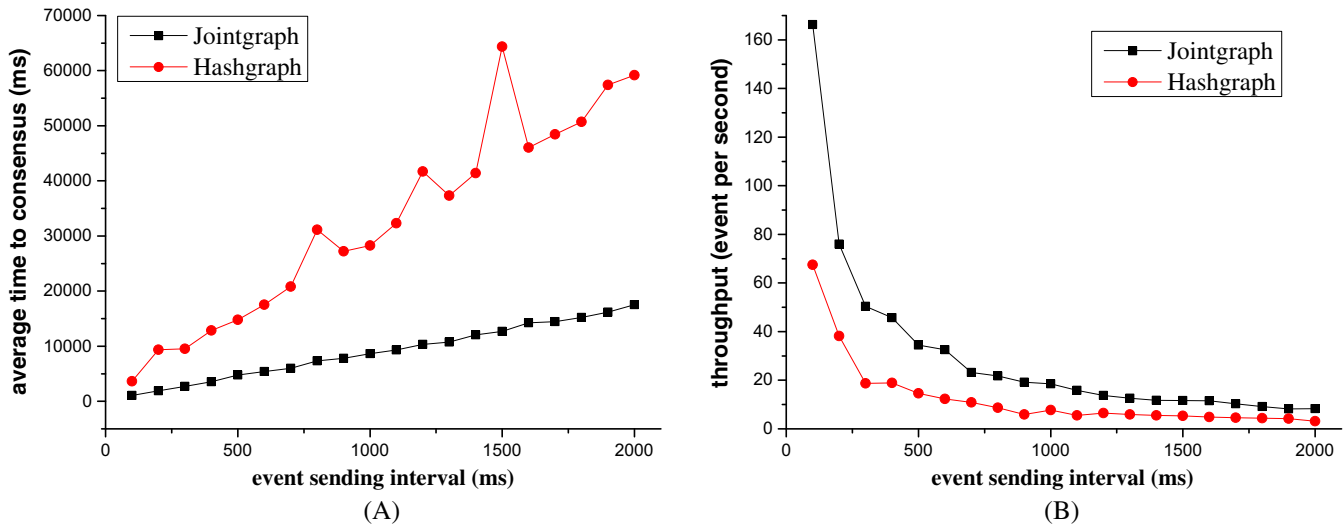 average time to consensus (ms)
70000
60000
50000
40000
30000
20000
10000
0
Jointgraph
Hashgraph
0
500
1000
1500
2000
event sending interval (ms)
(A)
throughput (event per second)
160
140
120
100
80
60
40
20
0
Jointgraph
Hashgraph
0
500
1000
1500
2000
event sending interval (ms)
(B)